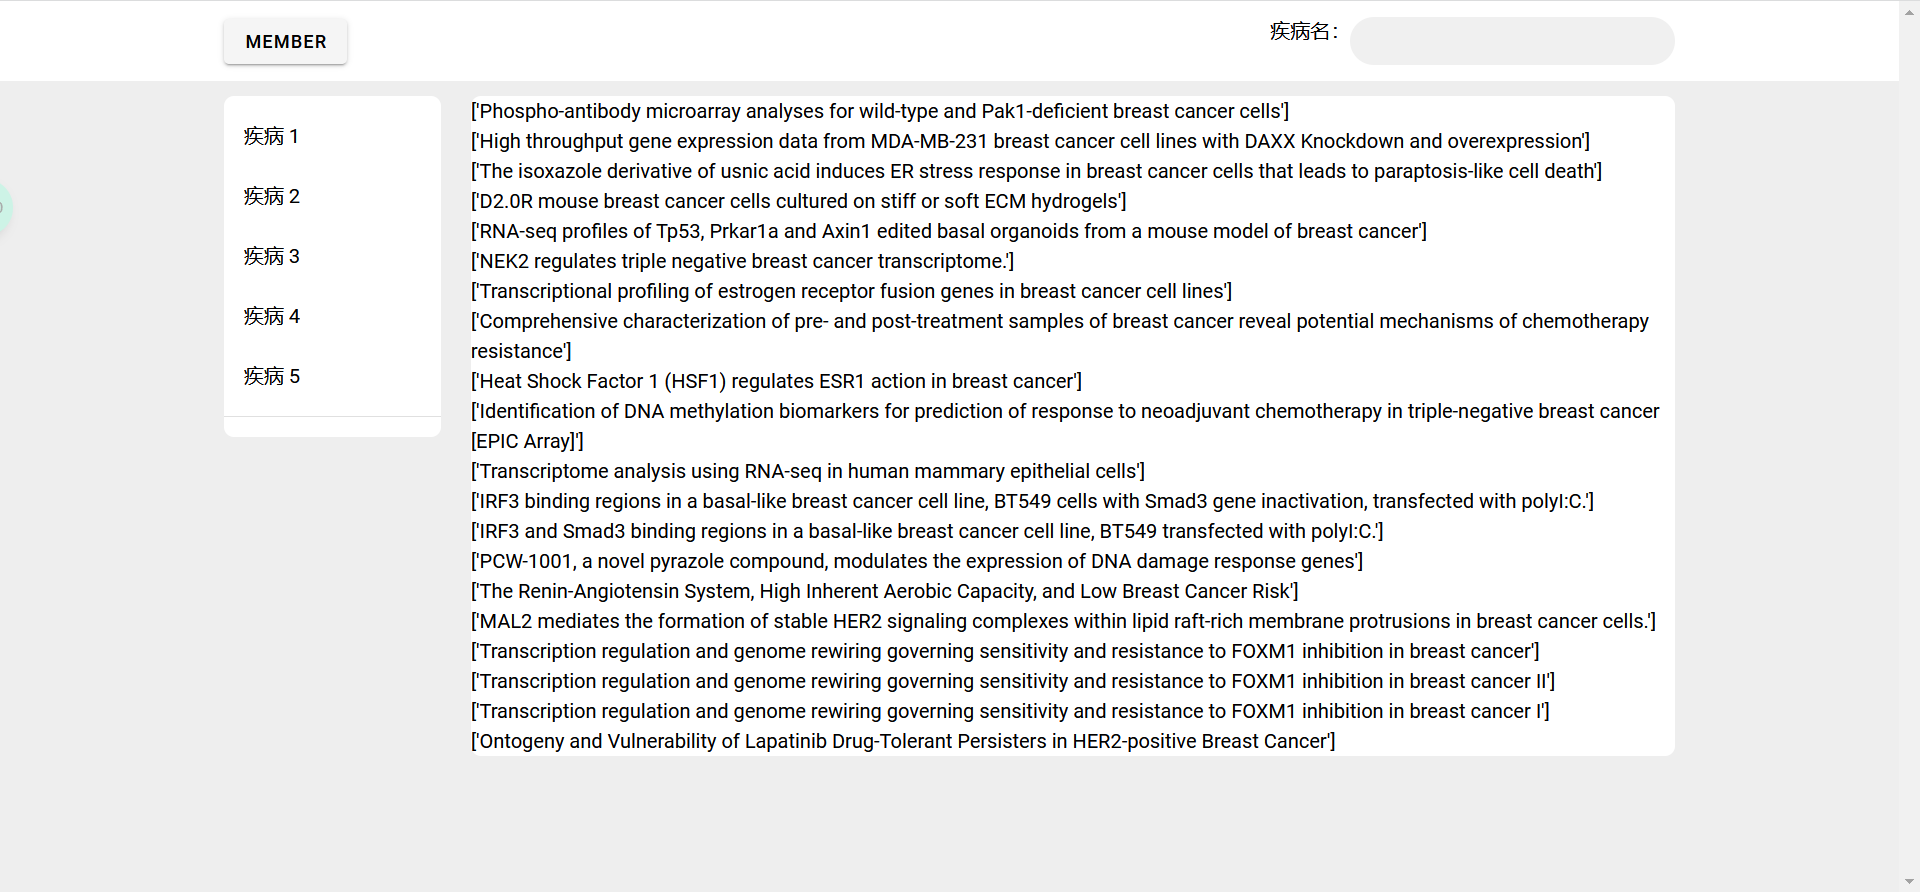 MEMBER
疾病名：
疾病 1
疾病 2
疾病 3
疾病 4
疾病 5
['Phospho-antibody microarray analyses for wild-type and Pak1-deficient breast cancer cells']
['High throughput gene expression data from MDA-MB-231 breast cancer cell lines with DAXX Knockdown and overexpression']
['The isoxazole derivative of usnic acid induces ER stress response in breast cancer cells that leads to paraptosis-like cell death']
['D2.0R mouse breast cancer cells cultured on stiff or soft ECM hydrogels']
['RNA-seq profiles of Tp53, Prkar1a and Axin1 edited basal organoids from a mouse model of breast cancer']
['NEK2 regulates triple negative breast cancer transcriptome.']
['Transcriptional profiling of estrogen receptor fusion genes in breast cancer cell lines']
['Comprehensive characterization of pre- and post-treatment samples of breast cancer reveal potential mechanisms of chemotherapy
resistance']
['Heat Shock Factor 1 (HSF1) regulates ESR1 action in breast cancer']
['Identification of DNA methylation biomarkers for prediction of response to neoadjuvant chemotherapy in triple-negative breast cancer
[EPIC Array]']
['Transcriptome analysis using RNA-seq in human mammary epithelial cells']
['IRF3 binding regions in a basal-like breast cancer cell line, BT549 cells with Smad3 gene inactivation, transfected with polyI:C.']
['IRF3 and Smad3 binding regions in a basal-like breast cancer cell line, BT549 transfected with polyI:C.']
['PCW-1001, a novel pyrazole compound, modulates the expression of DNA damage response genes']
['The Renin-Angiotensin System, High Inherent Aerobic Capacity, and Low Breast Cancer Risk']
['MAL2 mediates the formation of stable HER2 signaling complexes within lipid raft-rich membrane protrusions in breast cancer cells.']
['Transcription regulation and genome rewiring governing sensitivity and resistance to FOXM1 inhibition in breast cancer']
['Transcription regulation and genome rewiring governing sensitivity and resistance to FOXM1 inhibition in breast cancer II']
['Transcription regulation and genome rewiring governing sensitivity and resistance to FOXM1 inhibition in breast cancer I']
['Ontogeny and Vulnerability of Lapatinib Drug-Tolerant Persisters in HER2-positive Breast Cancer']